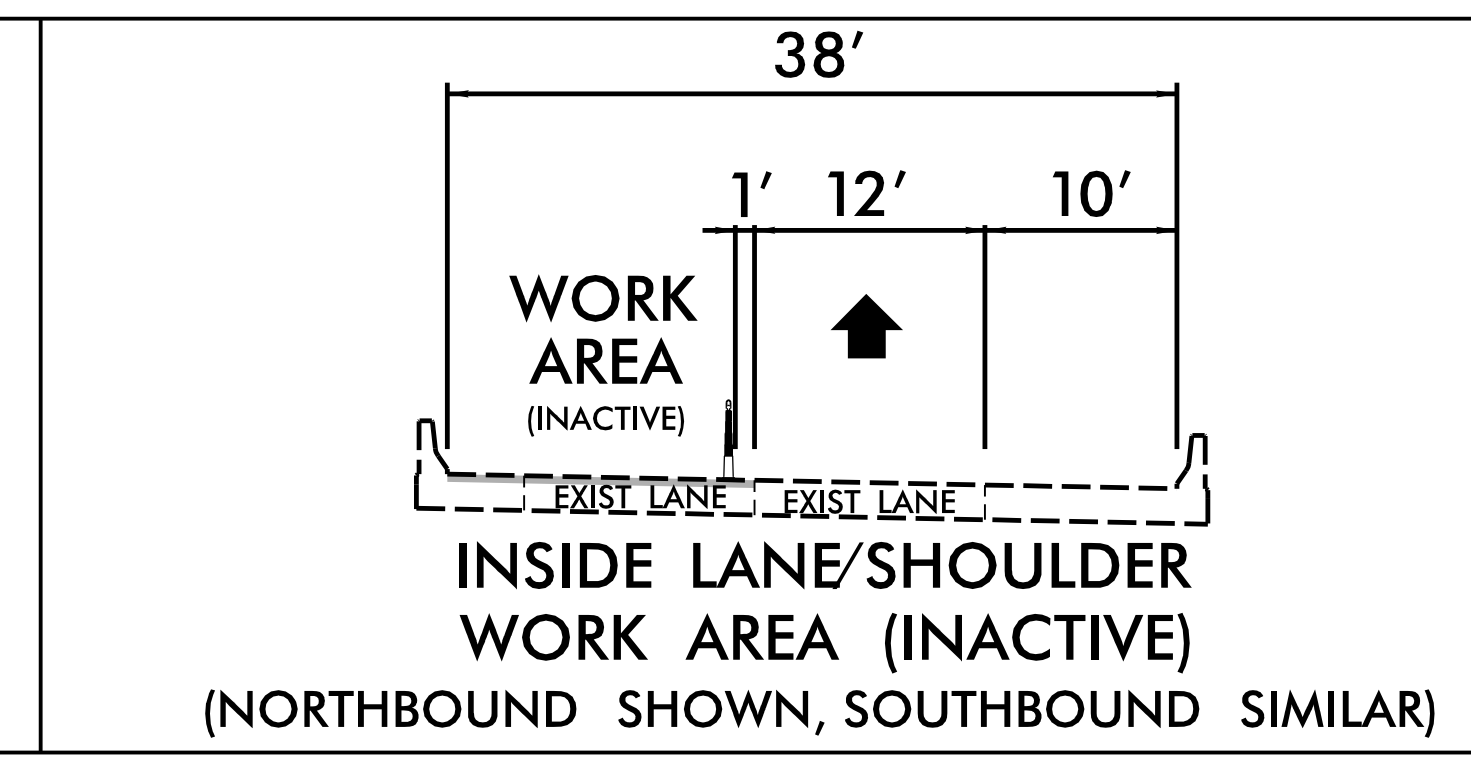 38′
1′ 12′ 10′
WORK
AREA
(INACTIVE)
EXIST LANE EXIST LANE
INSIDE LANE/SHOULDER
WORK AREA (INACTIVE)
(NORTHBOUND SHOWN, SOUTHBOUND SIMILAR)